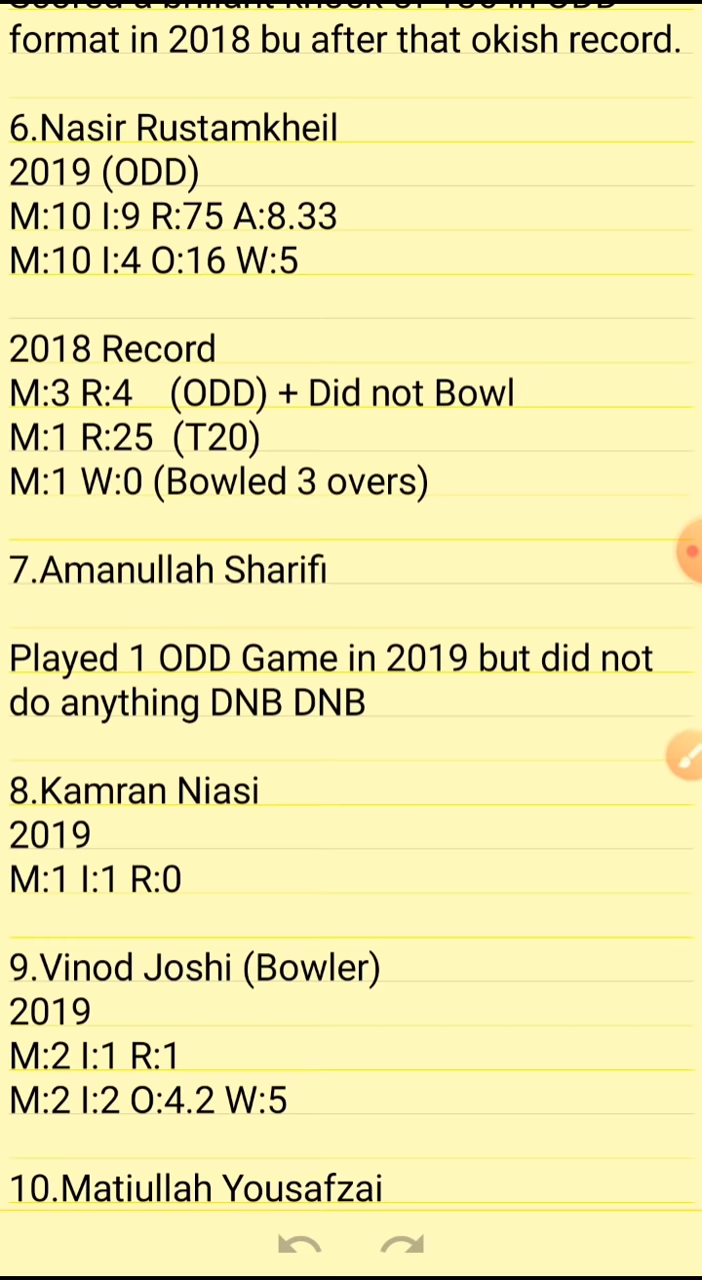 format in 2018 bu after that okish record.
6.Nasir Rustamkheil
2019 (ODD)
M:10 I:9 R:75 A:8.33
M:10 I:4 O:16 W:5
2018 Record
M:3 R:4 (ODD) + Did not Bowl
M:1 R:25 (T20)
M:1 W:0 (Bowled 3 overs)
7.Amanullah Sharifi
Played 1 ODD Game in 2019 but did not
do anything DNB DNB
8.Kamran Niasi
2019
M:1 I:1 R:0
9.Vinod Joshi (Bowler)
2019
M:2 I:1 R:1
M:2 I:2 O:4.2 W:5
10.Matiullah Yousafzai